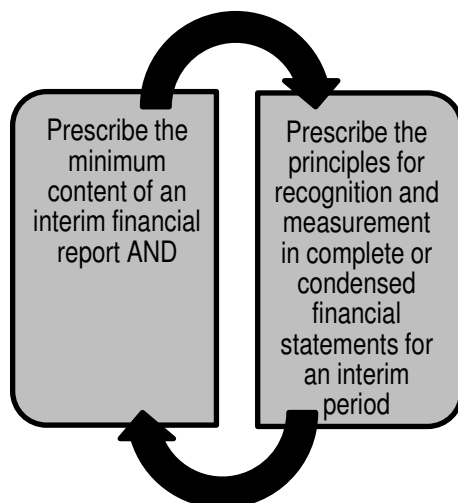 Prescribe the
minimum
content of an
interim financial
report AND
Prescribe the
principles for
recognition and
measurement
in complete or
condensed
financial
statements for
an interim
period